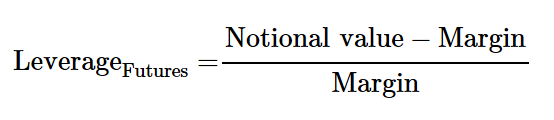 Leverage_Futures = (Notional value − Margin) / Margin